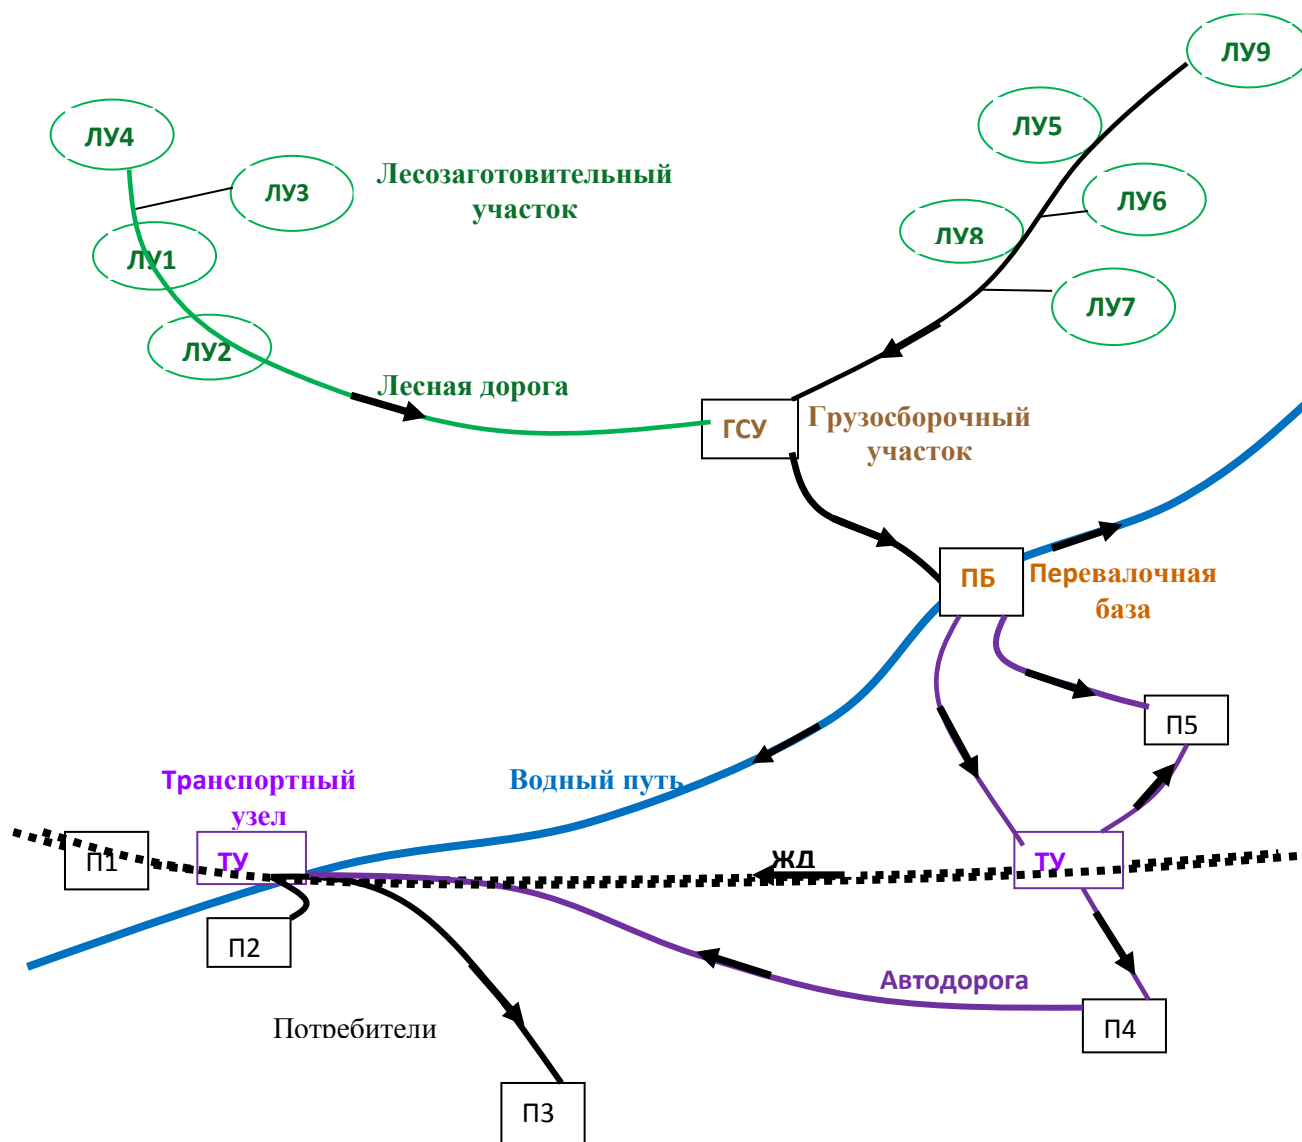 ЛУ9
ЛУ5
ЛУ4
ЛУ3
Лесозаготовительный
участок
ЛУ6
ЛУ8
ЛУ1
ЛУ7
ЛУ2
Лесная дорога
ГСУ
Грузосборочный
участок
ПБ
Перевалочная
база
П5
Транспортный
узел
Водный путь
П1
ТУ
ЖД
ТУ
П2
Автодорога
Потребители
П4
П3